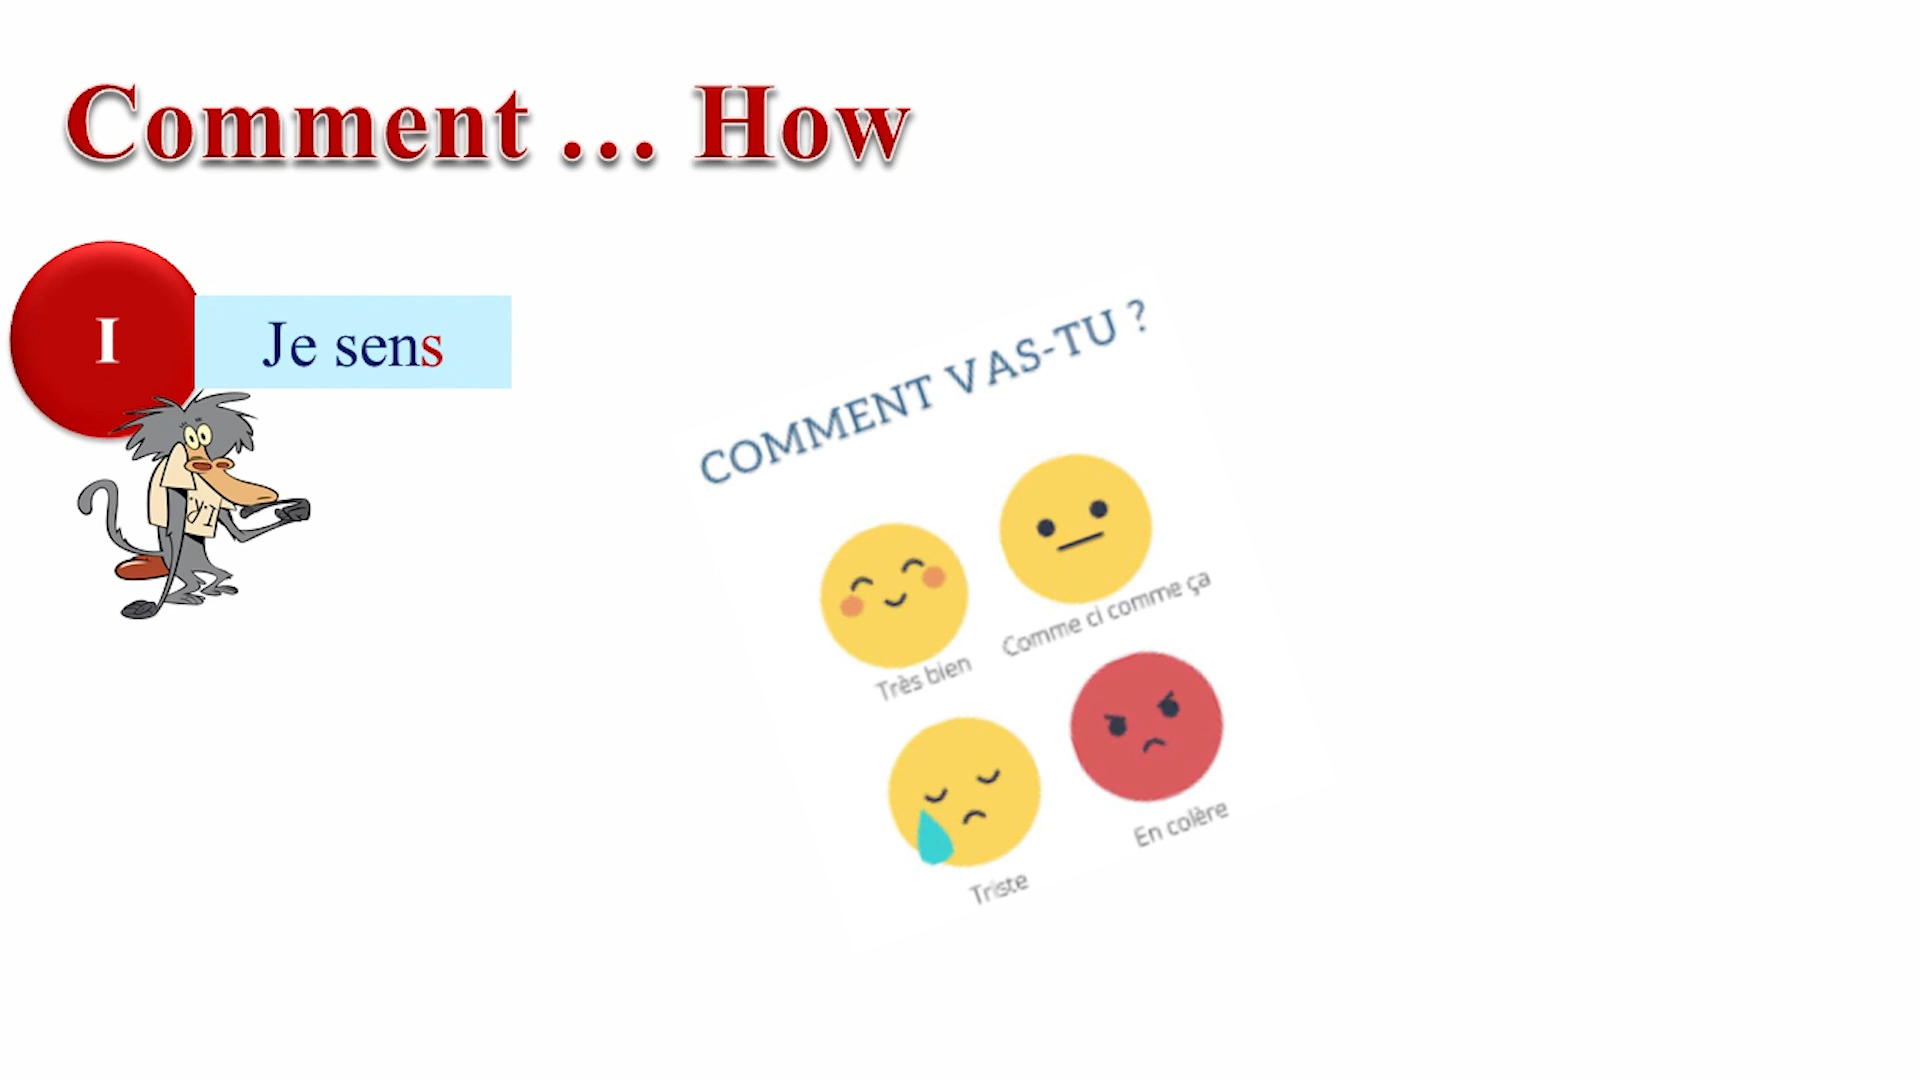 Comment … How
I
Je sens
COMMENT VAS-TU ?
Très bien
Comme ci comme ça
Triste
En colère